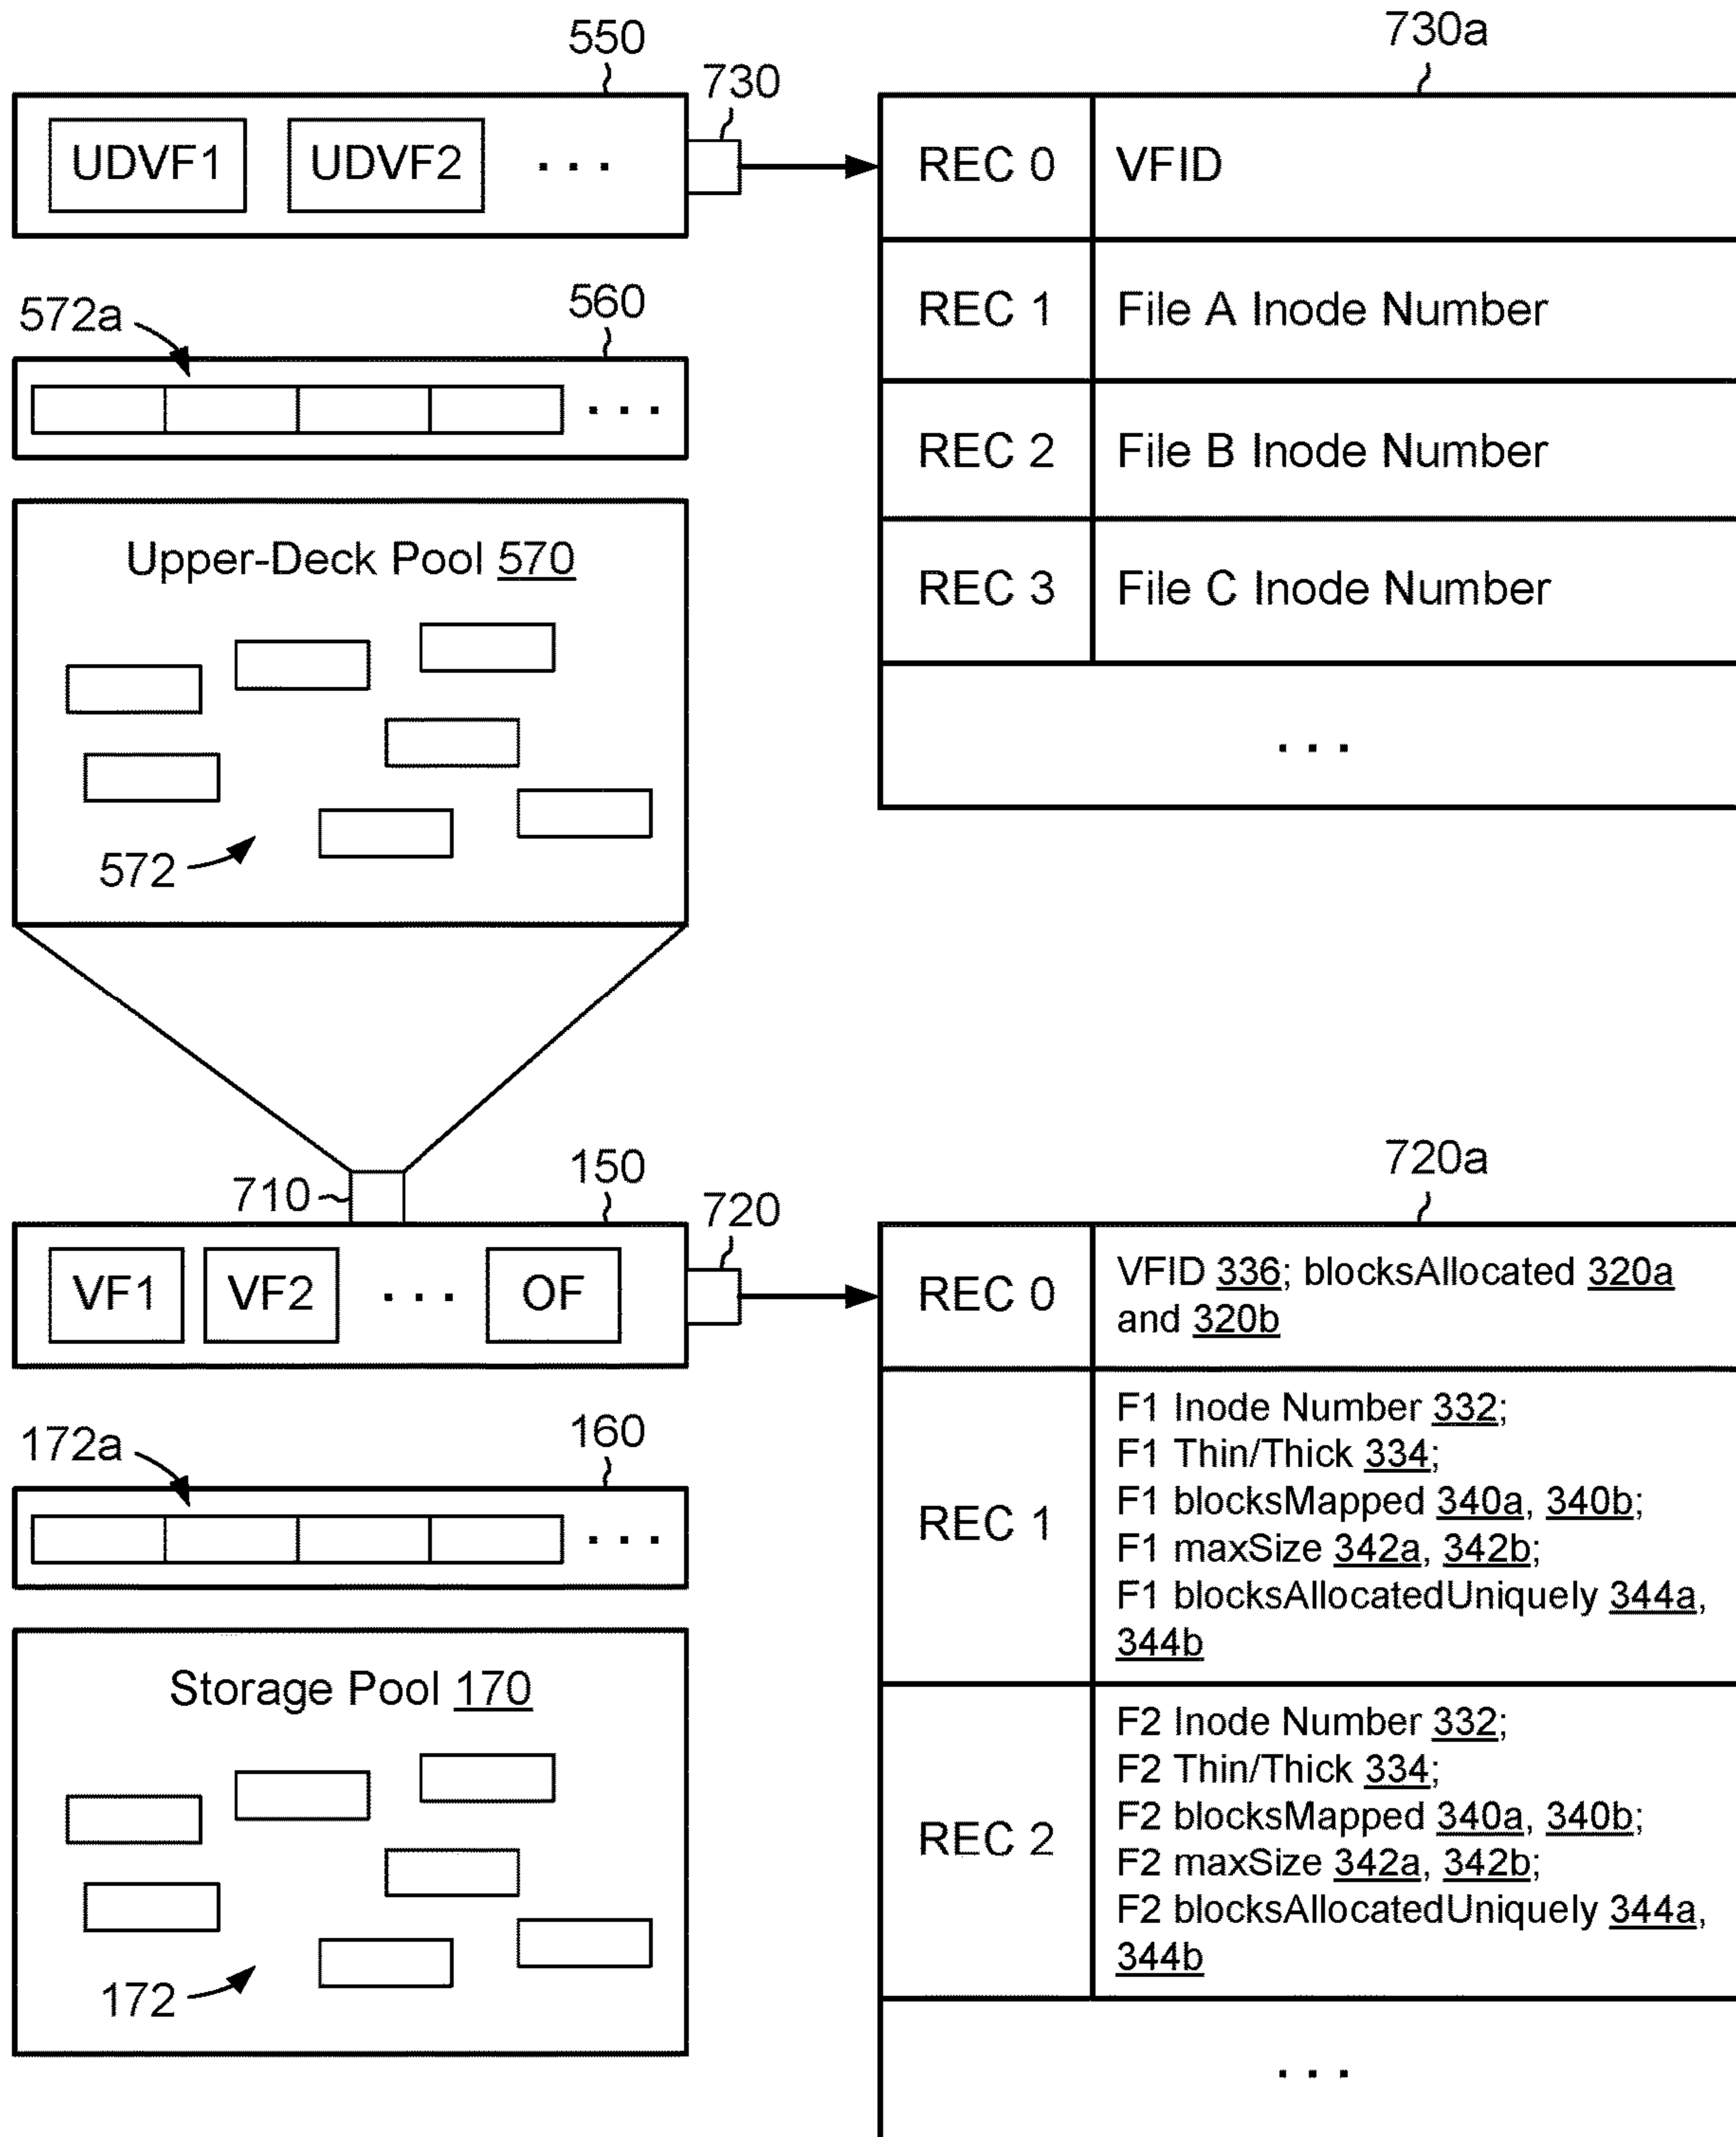 550
730
730a
UDVF1
UDVF2
. . .
REC 0
VFID
572a
560
. . .
REC 1
File A Inode Number
REC 2
File B Inode Number
Upper-Deck Pool 570
REC 3
File C Inode Number
. . .
572
710
150
720
720a
VF1
VF2
. . .
OF
REC 0
VFID 336; blocksAllocated 320a
and 320b
172a
160
. . .
REC 1
F1 Inode Number 332;
F1 Thin/Thick 334;
F1 blocksMapped 340a, 340b;
F1 maxSize 342a, 342b;
F1 blocksAllocatedUniquely 344a,
344b
Storage Pool 170
REC 2
F2 Inode Number 332;
F2 Thin/Thick 334;
F2 blocksMapped 340a, 340b;
F2 maxSize 342a, 342b;
F2 blocksAllocatedUniquely 344a,
344b
172
. . .